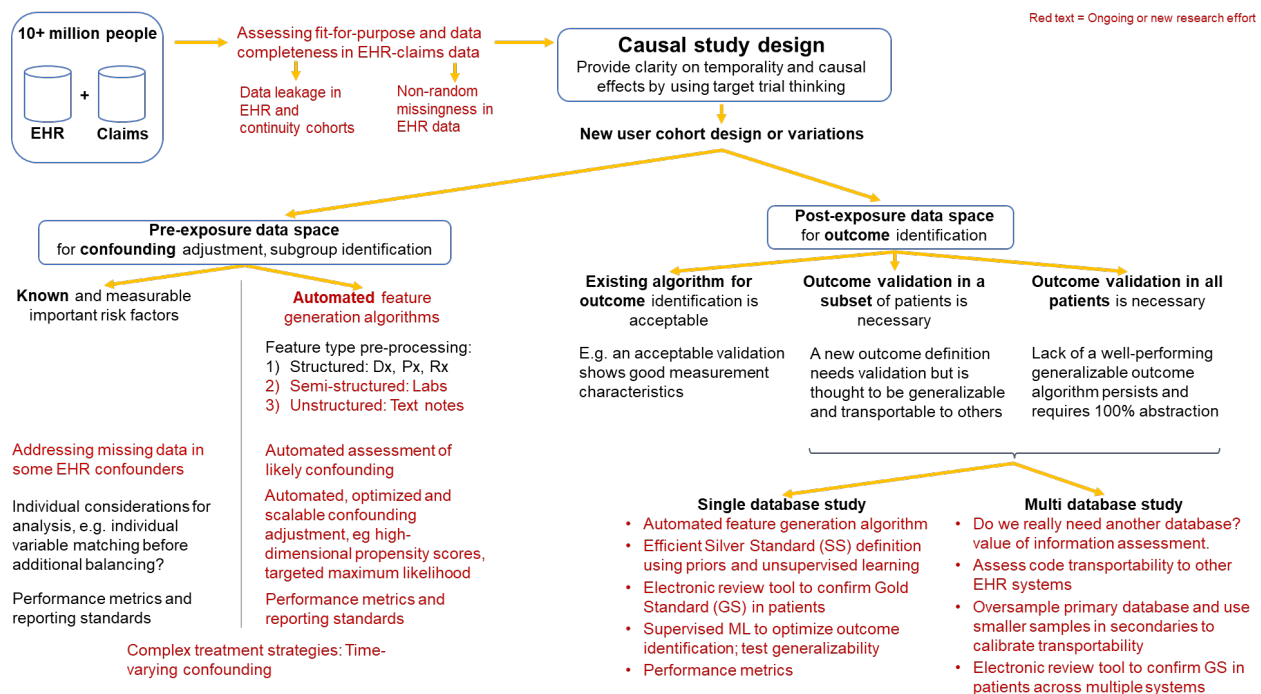 Red text = Ongoing or new research effort
10+ million people
EHR
+
Claims
Assessing fit-for-purpose and data
completeness in EHR-claims data
Data leakage in
EHR and
continuity cohorts
Non-random
missingness in
EHR data
Causal study design
Provide clarity on temporality and causal
effects by using target trial thinking
New user cohort design or variations
Pre-exposure data space
for confounding adjustment, subgroup identification
Known and measurable
important risk factors
Addressing missing data in
some EHR confounders
Individual considerations for
analysis, e.g. individual
variable matching before
additional balancing?
Performance metrics and
reporting standards
Automated feature
generation algorithms
Feature type pre-processing:
1) Structured: Dx, Px, Rx
2) Semi-structured: Labs
3) Unstructured: Text notes
Automated assessment of
likely confounding
Automated, optimized and
scalable confounding
adjustment, eg high-
dimensional propensity scores,
targeted maximum likelihood
Performance metrics and
reporting standards
Complex treatment strategies: Time-
varying confounding
Post-exposure data space
for outcome identification
Existing algorithm for
outcome identification is
acceptable
E.g. an acceptable validation
shows good measurement
characteristics
Outcome validation in a
subset of patients is
necessary
A new outcome definition
needs validation but is
thought to be generalizable
and transportable to others
Outcome validation in all
patients is necessary
Lack of a well-performing
generalizable outcome
algorithm persists and
requires 100% abstraction
Single database study
• Automated feature generation algorithm
• Efficient Silver Standard (SS) definition
using priors and unsupervised learning
• Electronic review tool to confirm Gold
Standard (GS) in patients
• Supervised ML to optimize outcome
identification; test generalizability
• Performance metrics
Multi database study
• Do we really need another database?
value of information assessment.
• Assess code transportability to other
EHR systems
• Oversample primary database and use
smaller samples in secondaries to
calibrate transportability
• Electronic review tool to confirm GS in
patients across multiple systems